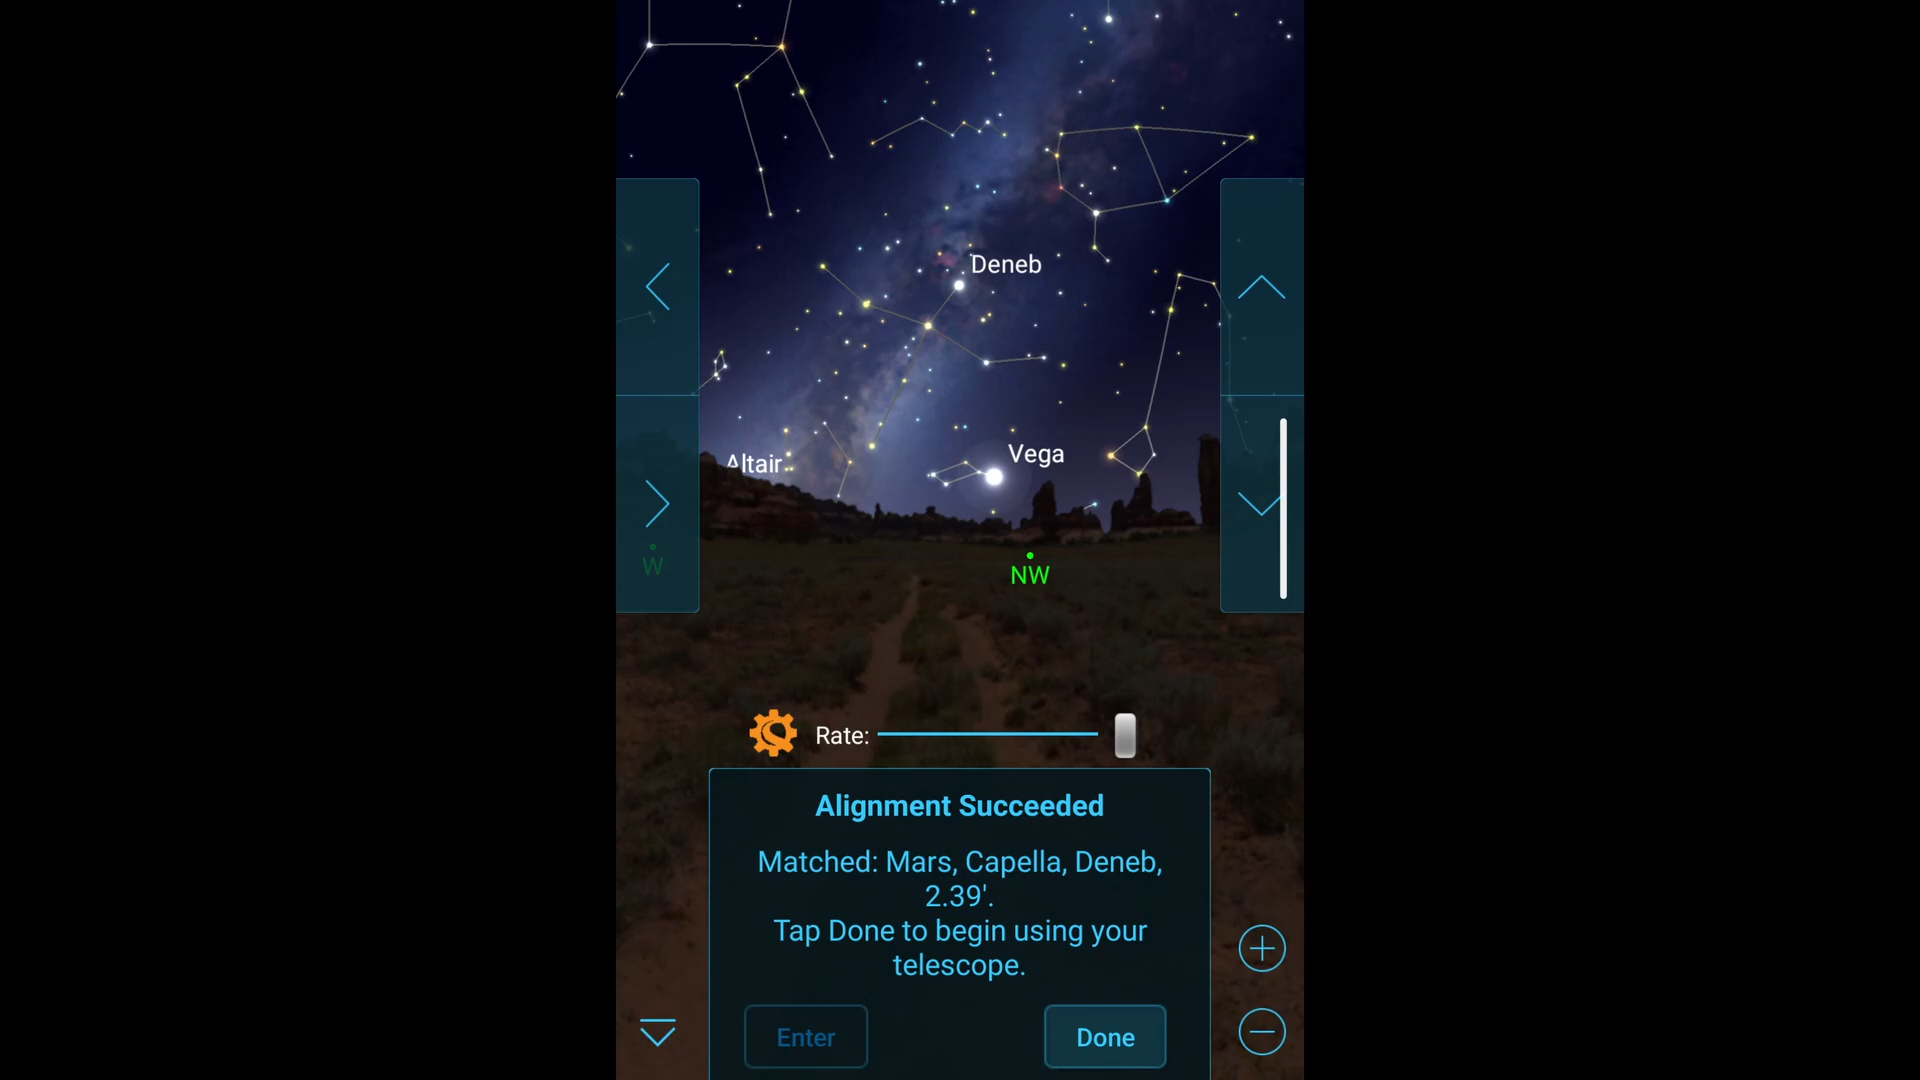 Deneb
Vega
Altair
W
NW
Rate:
Alignment Succeeded
Matched: Mars, Capella, Deneb,
2.39'.
Tap Done to begin using your
telescope.
Enter
Done